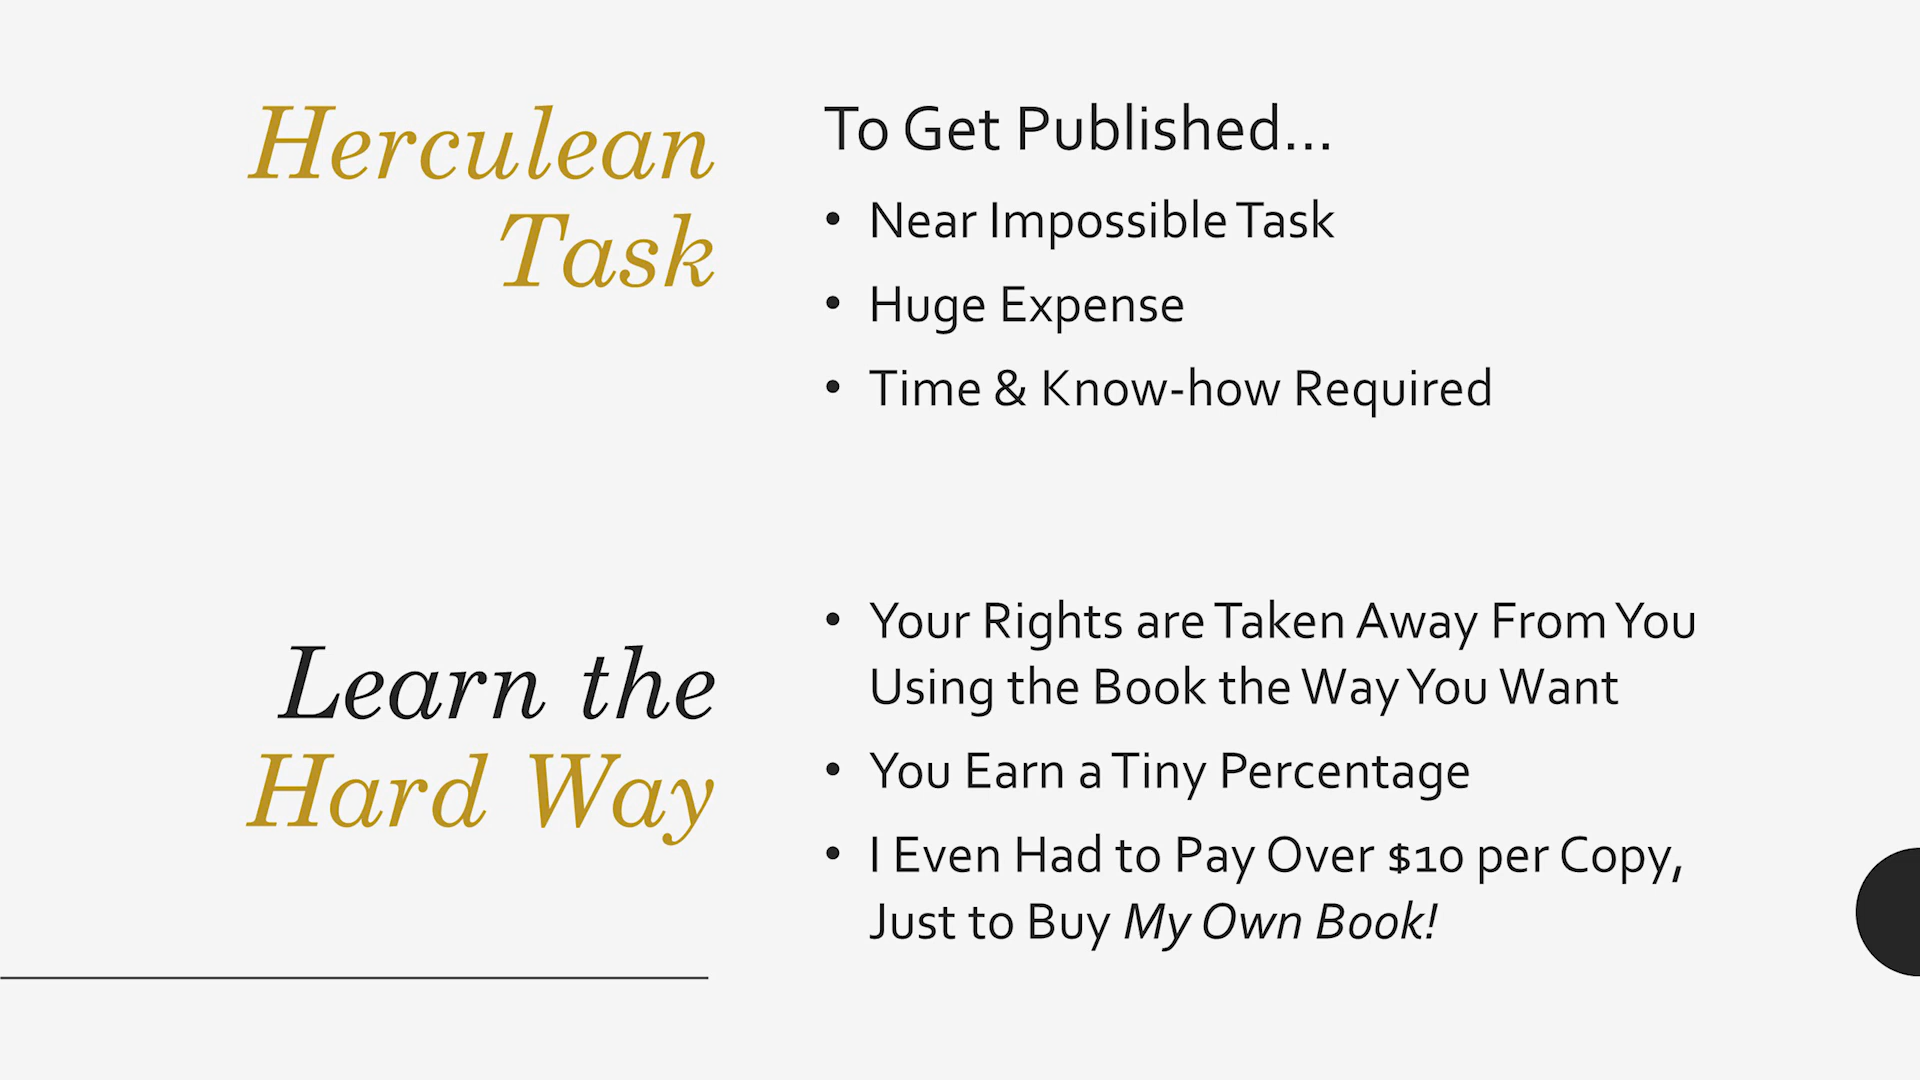 Herculean
Task
To Get Published...
• Near Impossible Task
• Huge Expense
• Time & Know-how Required
Learn the
Hard Way
• Your Rights are Taken Away From You
Using the Book the Way You Want
• You Earn a Tiny Percentage
• I Even Had to Pay Over $10 per Copy,
Just to Buy My Own Book!